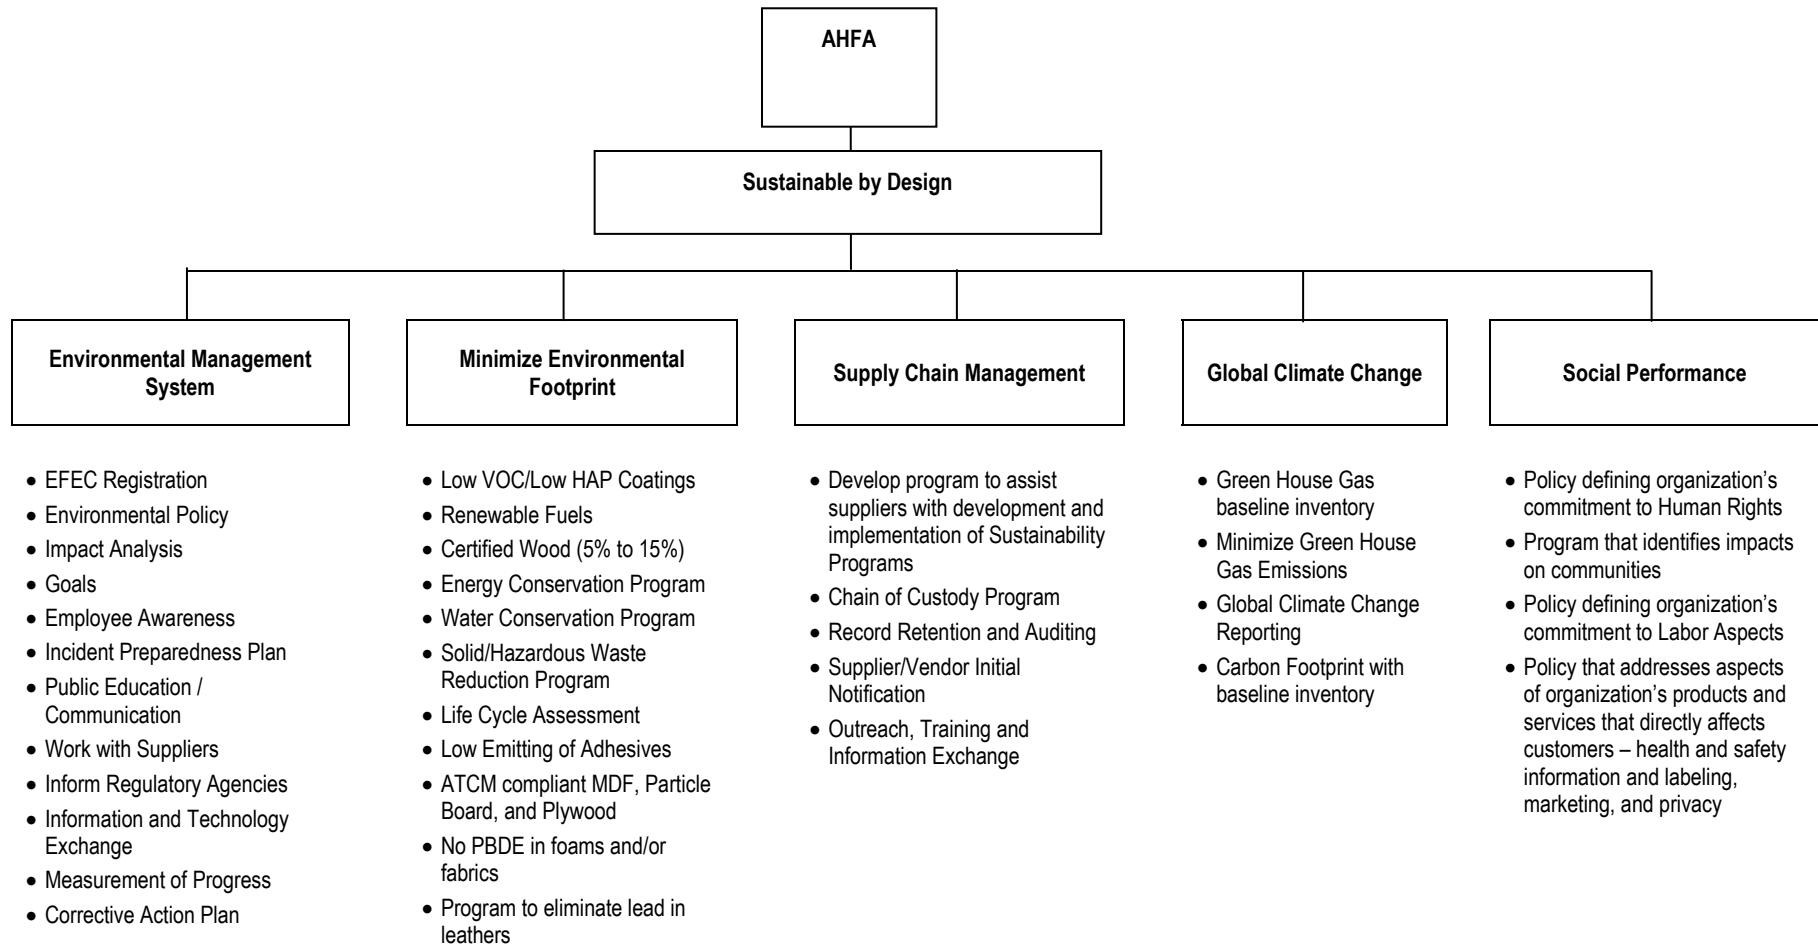 AHFA
Sustainable by Design
Environmental Management
System
Minimize Environmental
Footprint
Supply Chain Management
Global Climate Change
Social Performance
• EFEC Registration
• Environmental Policy
• Impact Analysis
• Goals
• Employee Awareness
• Incident Preparedness Plan
• Public Education /
Communication
• Work with Suppliers
• Inform Regulatory Agencies
• Information and Technology
Exchange
• Measurement of Progress
• Corrective Action Plan
• Low VOC/Low HAP Coatings
• Renewable Fuels
• Certified Wood (5% to 15%)
• Energy Conservation Program
• Water Conservation Program
• Solid/Hazardous Waste
Reduction Program
• Life Cycle Assessment
• Low Emitting of Adhesives
• ATCM compliant MDF, Particle
Board, and Plywood
• No PBDE in foams and/or
fabrics
• Program to eliminate lead in
leathers
• Develop program to assist
suppliers with development and
implementation of Sustainability
Programs
• Chain of Custody Program
• Record Retention and Auditing
• Supplier/Vendor Initial
Notification
• Outreach, Training and
Information Exchange
• Green House Gas
baseline inventory
• Minimize Green House
Gas Emissions
• Global Climate Change
Reporting
• Carbon Footprint with
baseline inventory
• Policy defining organization's
commitment to Human Rights
• Program that identifies impacts
on communities
• Policy defining organization's
commitment to Labor Aspects
• Policy that addresses aspects
of organization's products and
services that directly affects
customers – health and safety
information and labeling,
marketing, and privacy